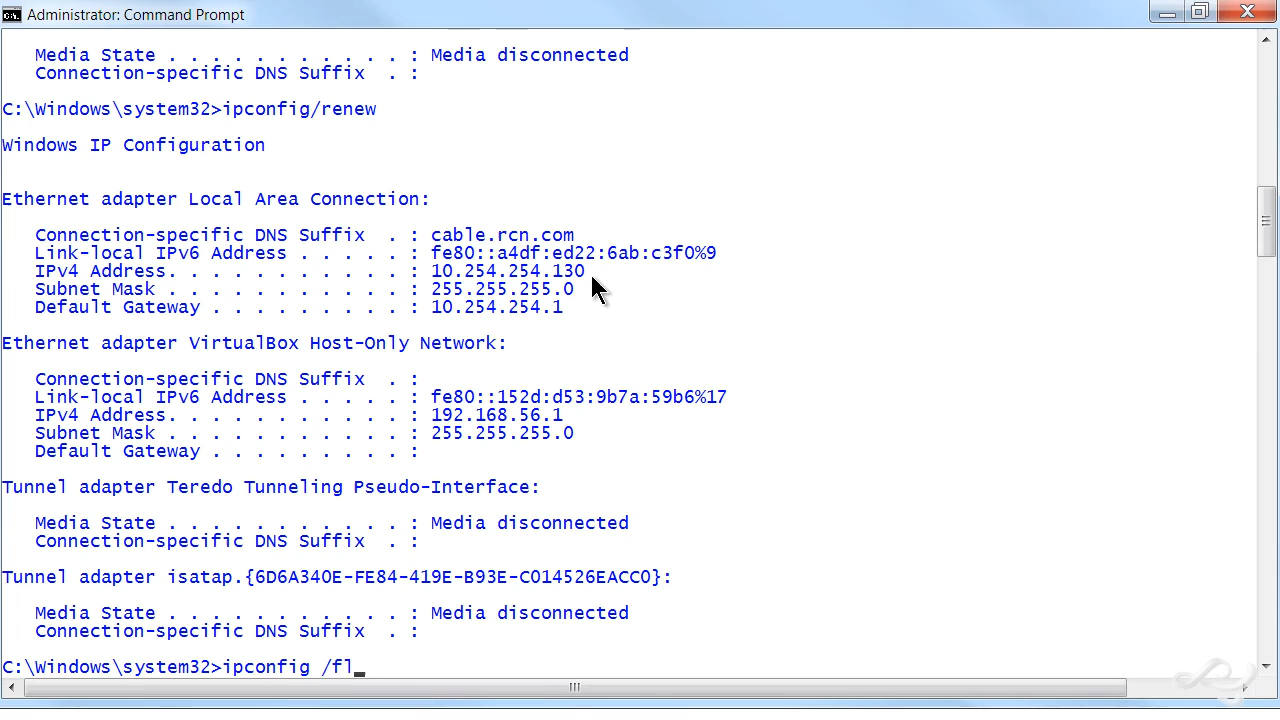 Administrator: Command Prompt
Media State . . . . . . . . . . . : Media disconnected
Connection-specific DNS Suffix  . :
C:\Windows\system32>ipconfig/renew
Windows IP Configuration
Ethernet adapter Local Area Connection:
Connection-specific DNS Suffix  . : cable.rcn.com
Link-local IPv6 Address . . . . . : fe80::a4df:ed22:6ab:c3f0%9
IPv4 Address. . . . . . . . . . . : 10.254.254.130
Subnet Mask . . . . . . . . . . . : 255.255.255.0
Default Gateway . . . . . . . . . : 10.254.254.1
Ethernet adapter VirtualBox Host-Only Network:
Connection-specific DNS Suffix  . :
Link-local IPv6 Address . . . . . : fe80::152d:d53:9b7a:59b6%17
IPv4 Address. . . . . . . . . . . : 192.168.56.1
Subnet Mask . . . . . . . . . . . : 255.255.255.0
Default Gateway . . . . . . . . . :
Tunnel adapter Teredo Tunneling Pseudo-Interface:
Media State . . . . . . . . . . . : Media disconnected
Connection-specific DNS Suffix  . :
Tunnel adapter isatap.{6D6A340E-FE84-419E-B93E-C014526EACC0}:
Media State . . . . . . . . . . . : Media disconnected
Connection-specific DNS Suffix  . :
C:\Windows\system32>ipconfig /fl_